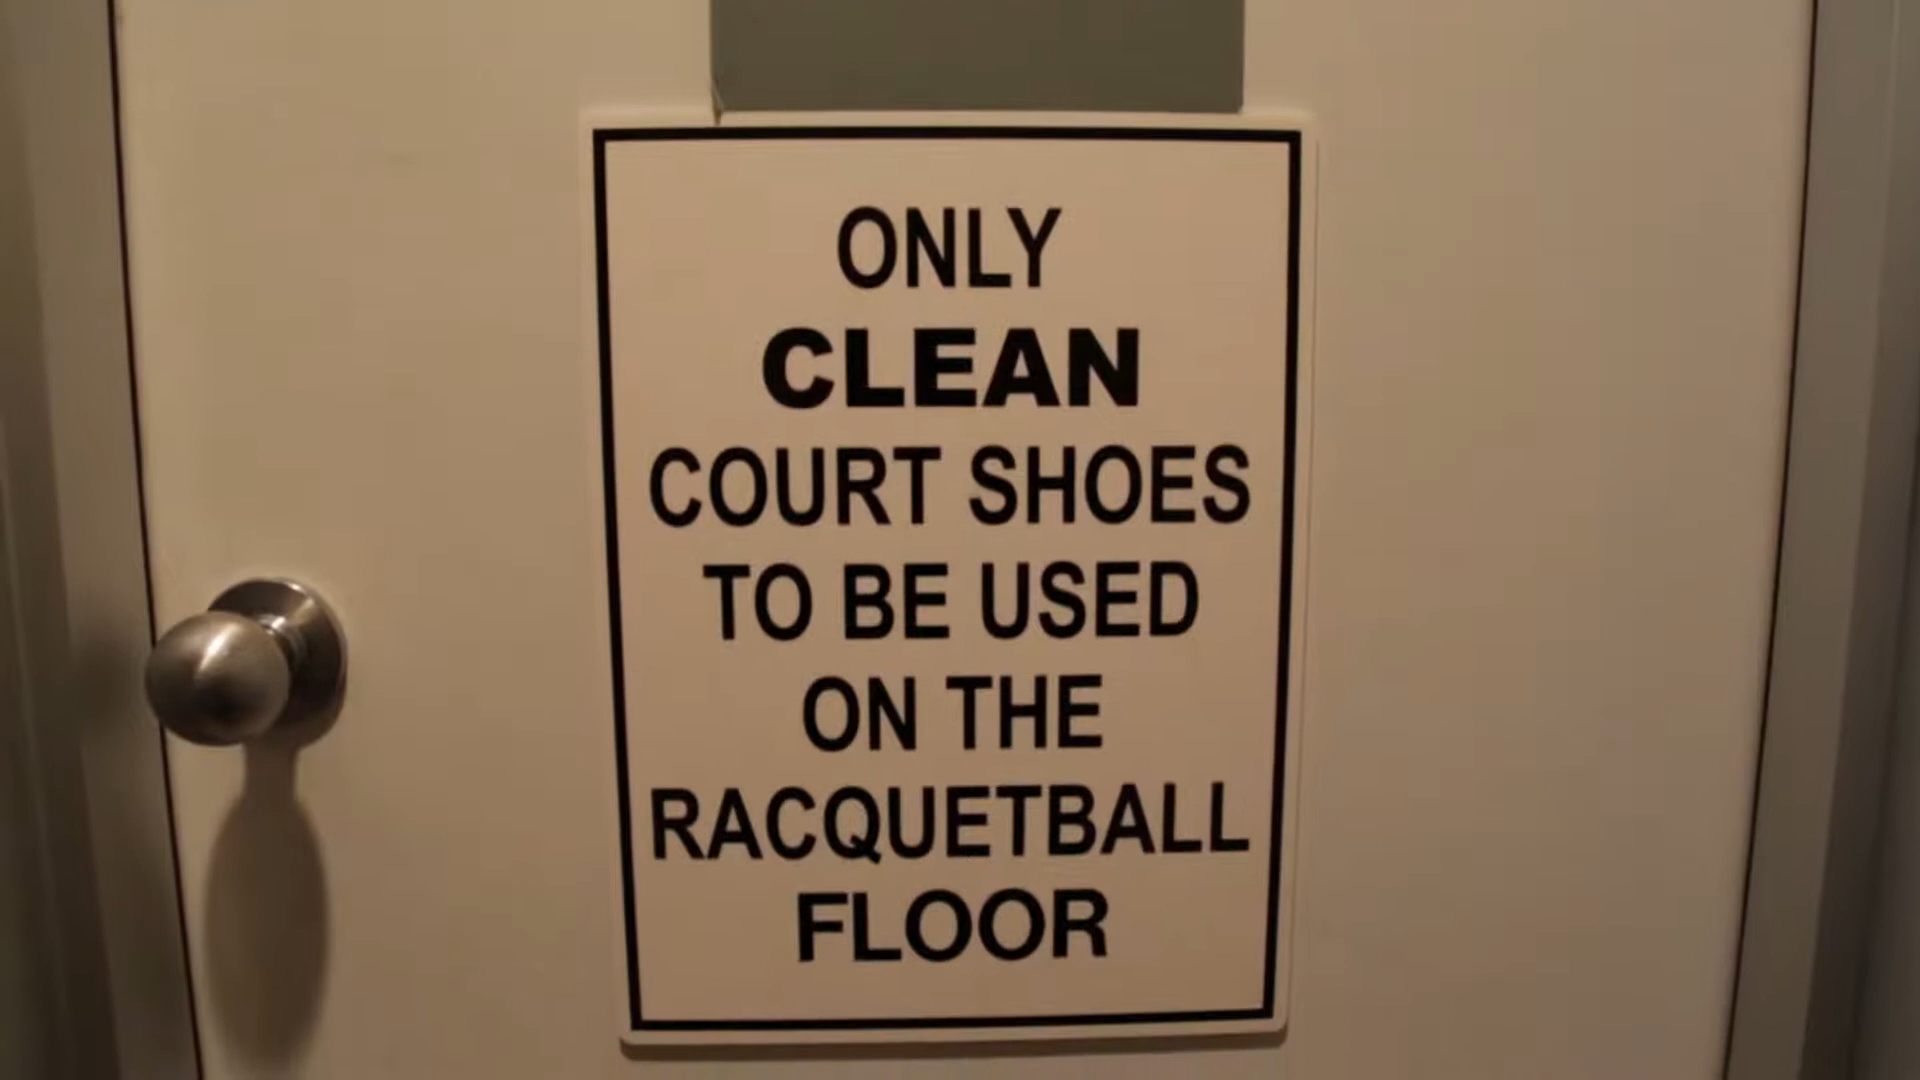 ONLY
CLEAN
COURT SHOES
TO BE USED
ON THE
RACQUETBALL
FLOOR